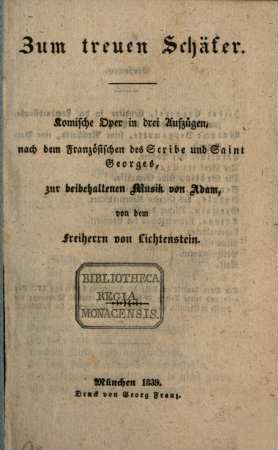 Zum treuen Schäfer.
Komische Oper in drei Aufzügen,
nach dem Französischen des Scribe und Saint
Georges,
zur beibehaltenen Musik von Adam,
von dem
Freiherrn von Lichtenstein.
BIBLIOTHECA
REGIA
MONACENSIS.
München 1839.
Druck von Georg Franz.